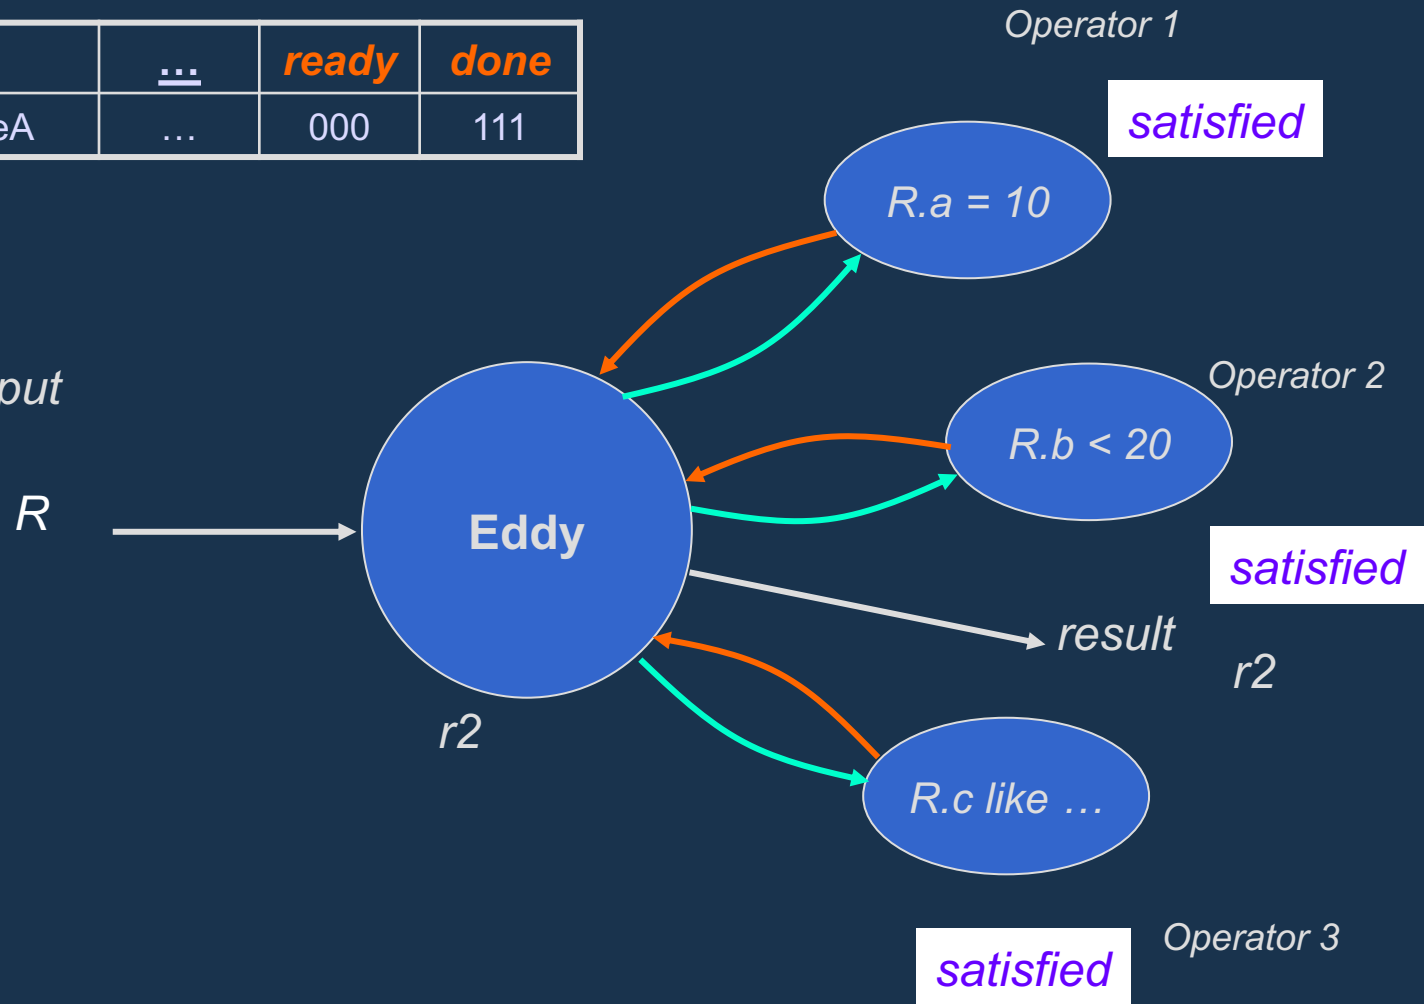 Operator 1
… ready done
eA … 000 111
satisfied
R.a = 10
put
Operator 2
R.b < 20
R
Eddy
satisfied
result
r2
r2
R.c like …
Operator 3
satisfied